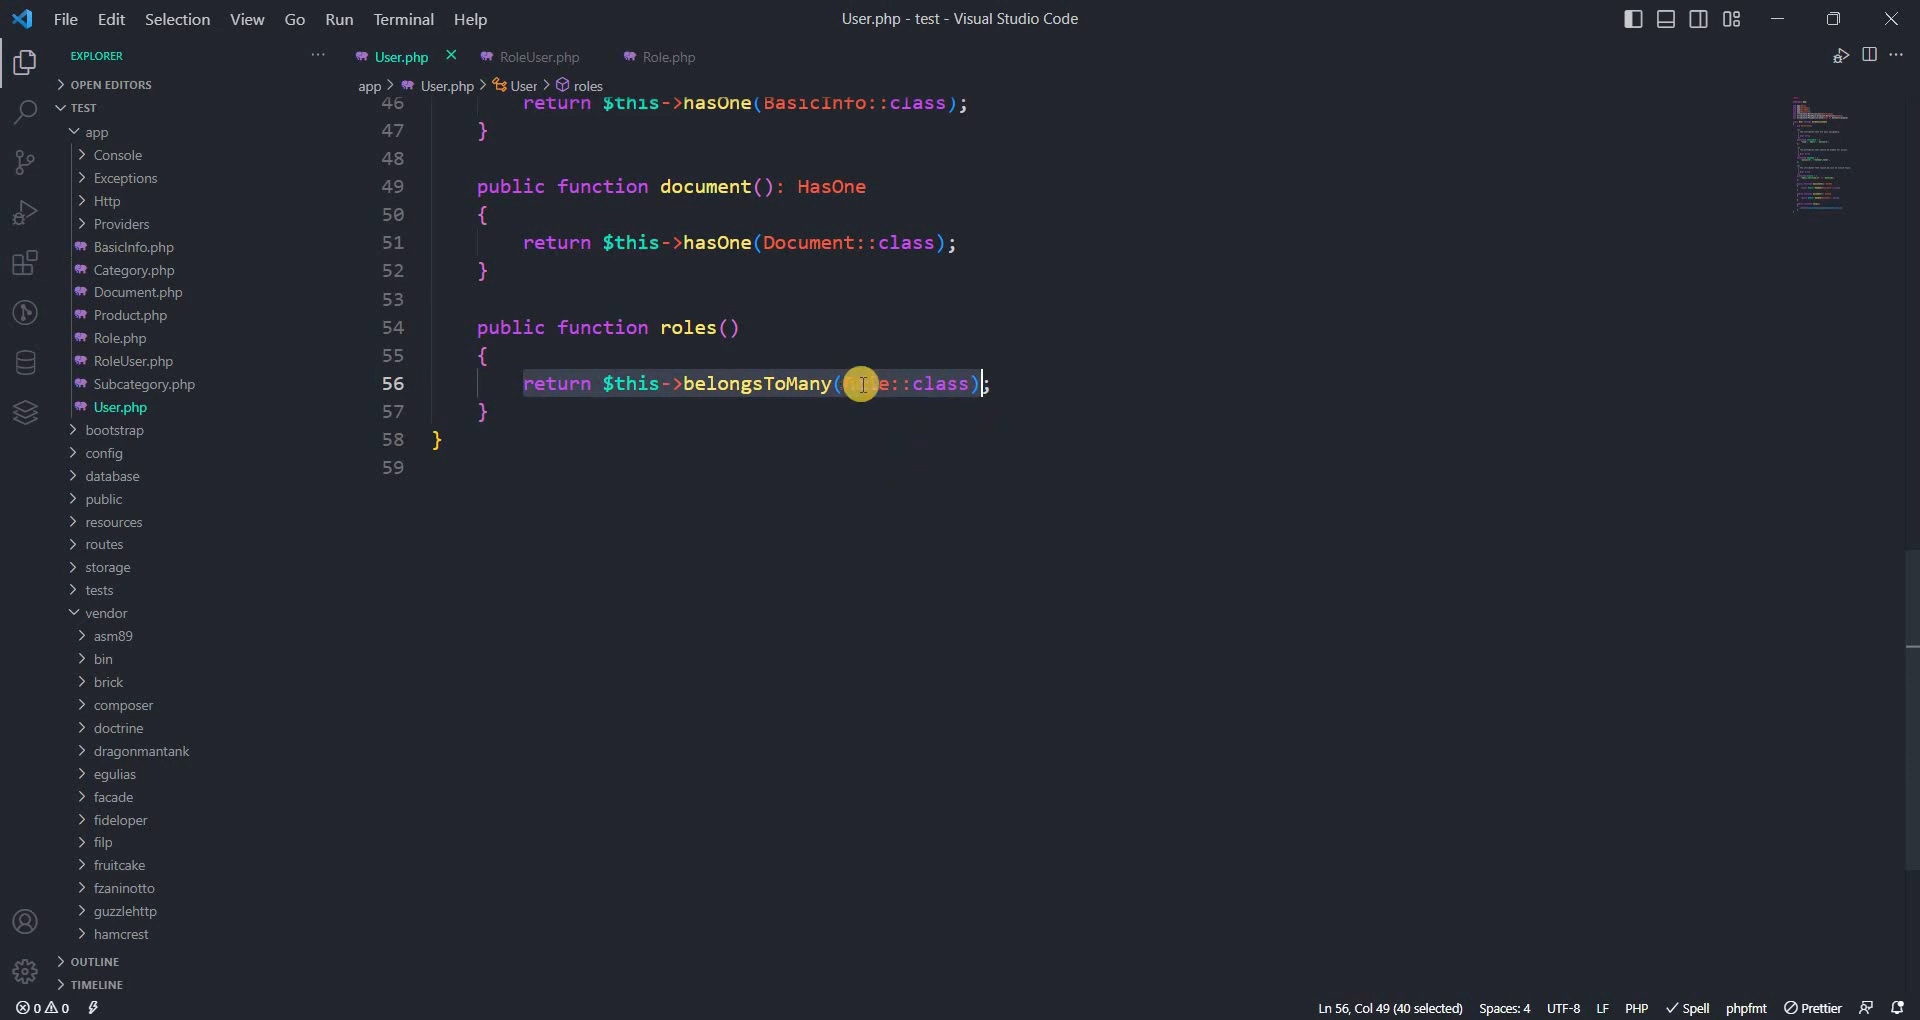 File Edit Selection View Go Run Terminal Help
User.php - test - Visual Studio Code
EXPLORER
User.php RoleUser.php Role.php
OPEN EDITORS
app > User.php > User > roles
TEST
app
Console
Exceptions
Http
Providers
BasicInfo.php
Category.php
Document.php
Product.php
Role.php
RoleUser.php
Subcategory.php
User.php
bootstrap
config
database
public
resources
routes
storage
tests
vendor
asm89
bin
brick
composer
doctrine
dragonmantank
egulias
facade
fideloper
filp
fruitcake
fzaninotto
guzzlehttp
hamcrest
OUTLINE
TIMELINE
46 return $this->hasOne(BasicInfo::class);
47 }
48
49 public function document(): HasOne
50 {
51 return $this->hasOne(Document::class);
52 }
53
54 public function roles()
55 {
56 return $this->belongsToMany(Role::class);
57 }
58 }
59
0 0
Ln 56, Col 49 (40 selected) Spaces: 4 UTF-8 LF PHP Spell phpfmt Prettier